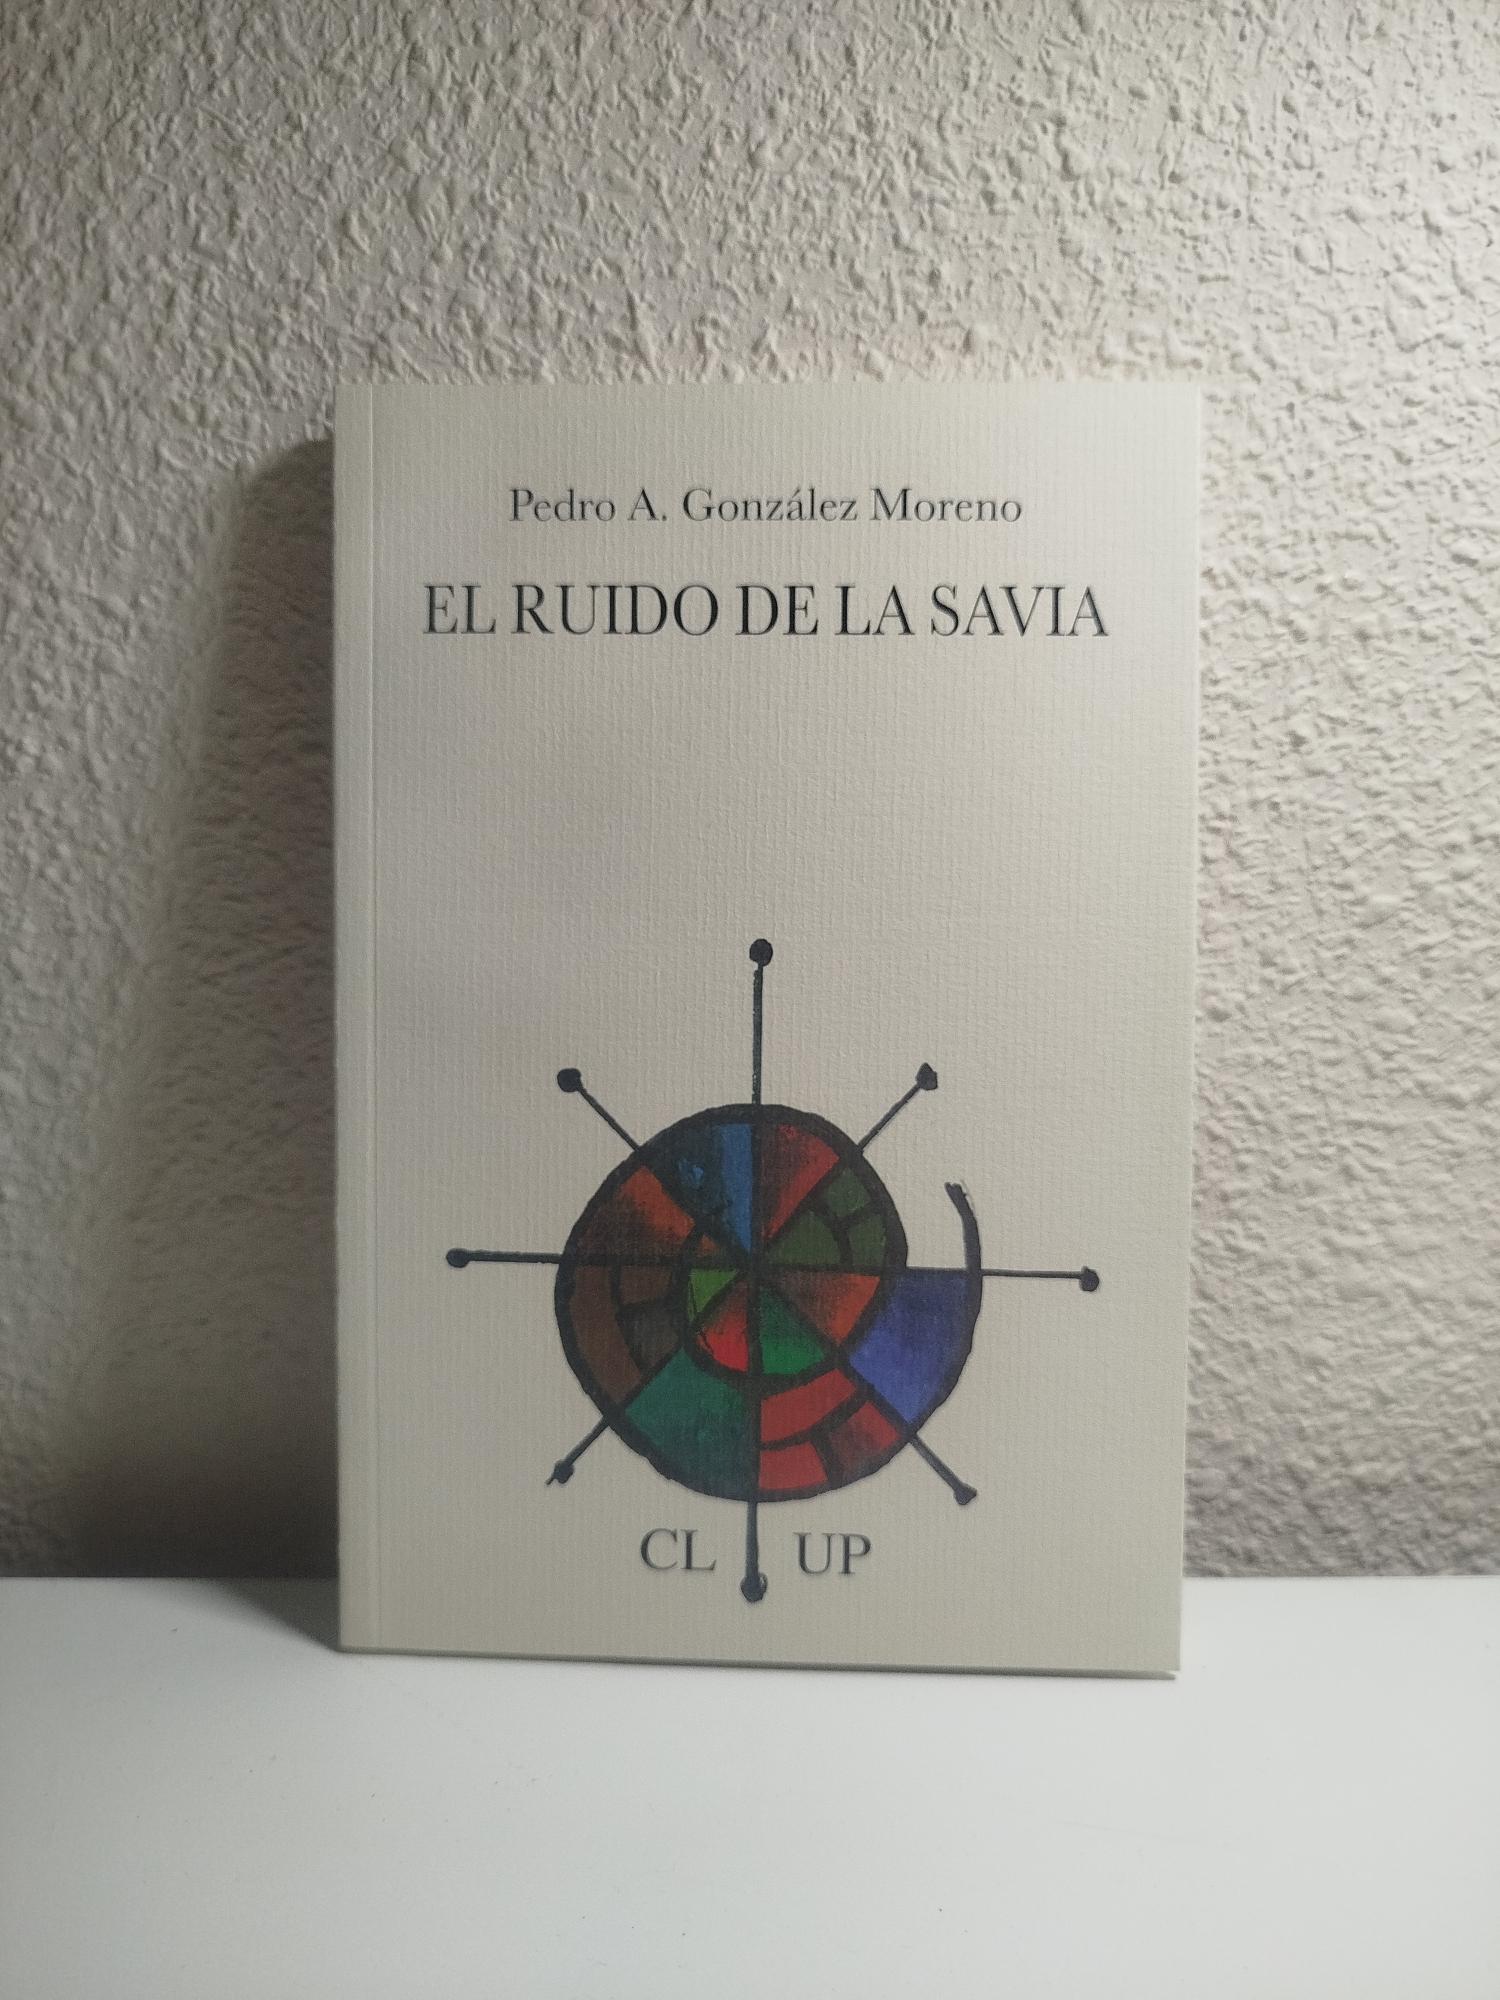 Pedro A. González Moreno
EL RUIDO DE LA SAVIA
CL UP